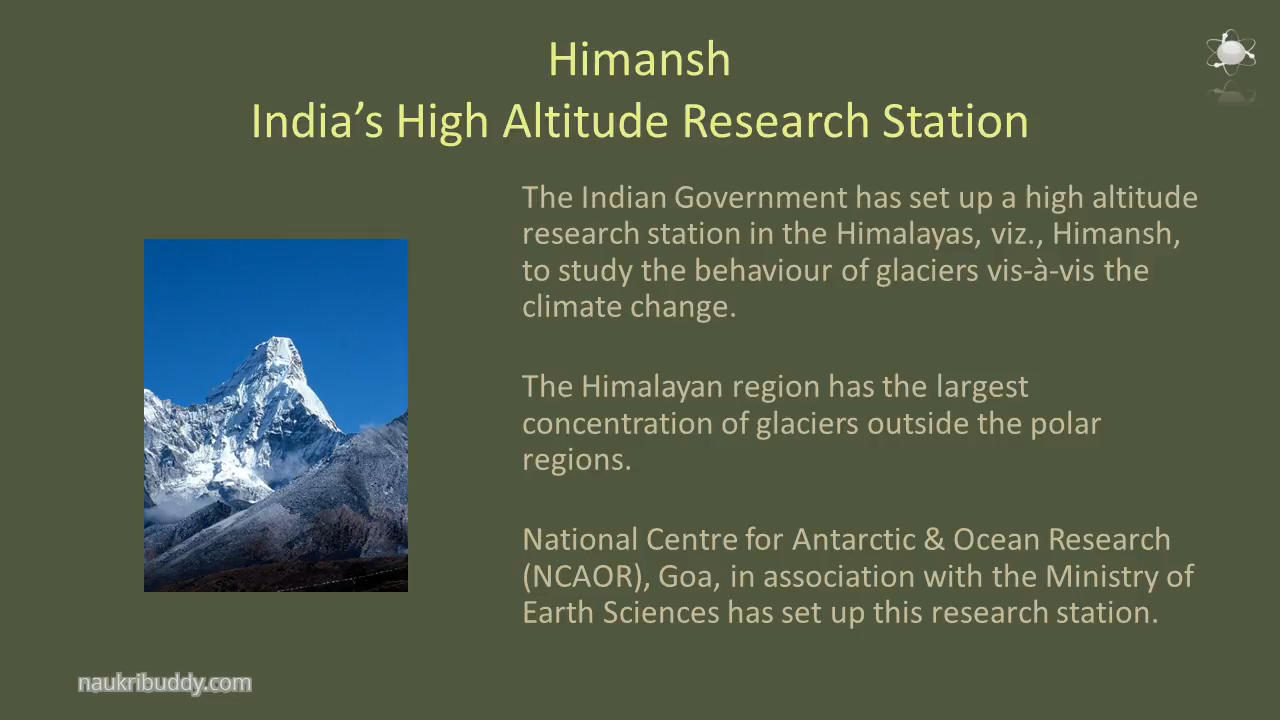 Himansh
India’s High Altitude Research Station
The Indian Government has set up a high altitude
research station in the Himalayas, viz., Himansh,
to study the behaviour of glaciers vis-à-vis the
climate change.
The Himalayan region has the largest
concentration of glaciers outside the polar
regions.
National Centre for Antarctic & Ocean Research
(NCAOR), Goa, in association with the Ministry of
Earth Sciences has set up this research station.
naukribuddy.com